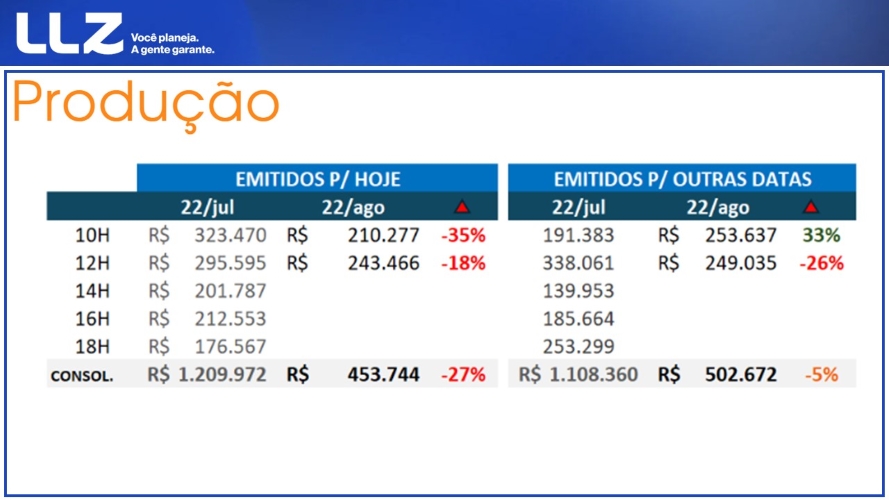 LLZ
Você planeja.
A gente garante.
Produção
EMITIDOS P/ HOJE EMITIDOS P/ OUTRAS DATAS
22/jul 22/ago 22/jul 22/ago
10H R$ 323.470 R$ 210.277 -35% 191.383 R$ 253.637 33%
12H R$ 295.595 R$ 243.466 -18% 338.061 R$ 249.035 -26%
14H R$ 201.787 139.953
16H R$ 212.553 185.664
18H R$ 176.567 253.299
CONSOL. R$ 1.209.972 R$ 453.744 -27% R$ 1.108.360 R$ 502.672 -5%